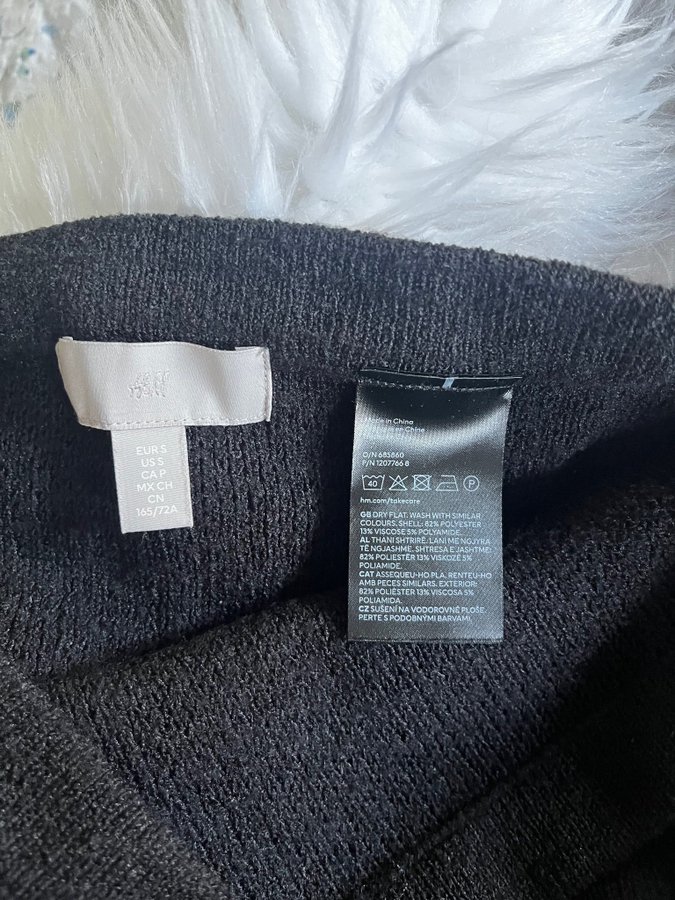 H&M
EUR S
US S
CA P
MX CH
CN
165/72A
in China
Chine
O/N 685860
P/N 1207766 8
40
P
hm.com/takecare
GB DRY FLAT. WASH WITH SIMILAR
COLOURS. SHELL: 82% POLYESTER
13% VISCOSE 5% POLYAMIDE.
AL THANI SHTRIRË. LANI ME NGJYRA
TË NGJASHME. SHTRESA E JASHTME:
82% POLIESTËR 13% VISKOZË 5%
POLIAMIDE.
CAT ASSEQUEU-HO PLA. RENTEU-HO
AMB PECES SIMILARS. EXTERIOR:
82% POLIÈSTER 13% VISCOSA 5%
POLIAMIDA.
CZ SUŠENÍ NA VODOROVNÉ PLOŠE.
PERTE S PODOBNÝMI BARVAMI.